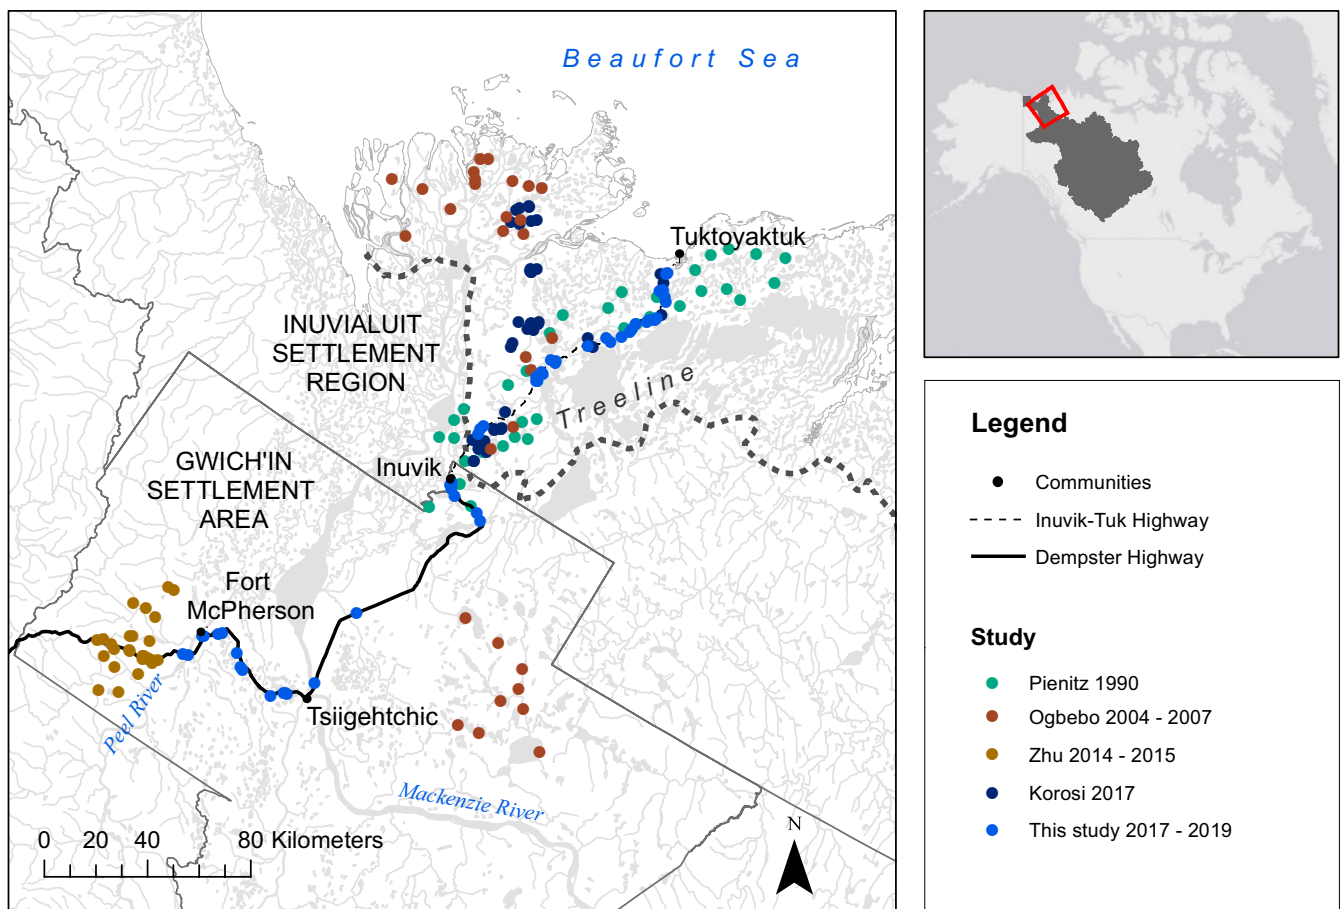 Beaufort Sea
Tuktoyaktuk
INUVIALUIT
SETTLEMENT
REGION
Treeline
GWICH'IN
SETTLEMENT
AREA
Inuvik
Fort
McPherson
Peel River
Tsiigehtchic
Mackenzie River
0 20 40 80 Kilometers
N
Legend
Communities
Inuvik-Tuk Highway
Dempster Highway
Study
Pienitz 1990
Ogbebo 2004 - 2007
Zhu 2014 - 2015
Korosi 2017
This study 2017 - 2019